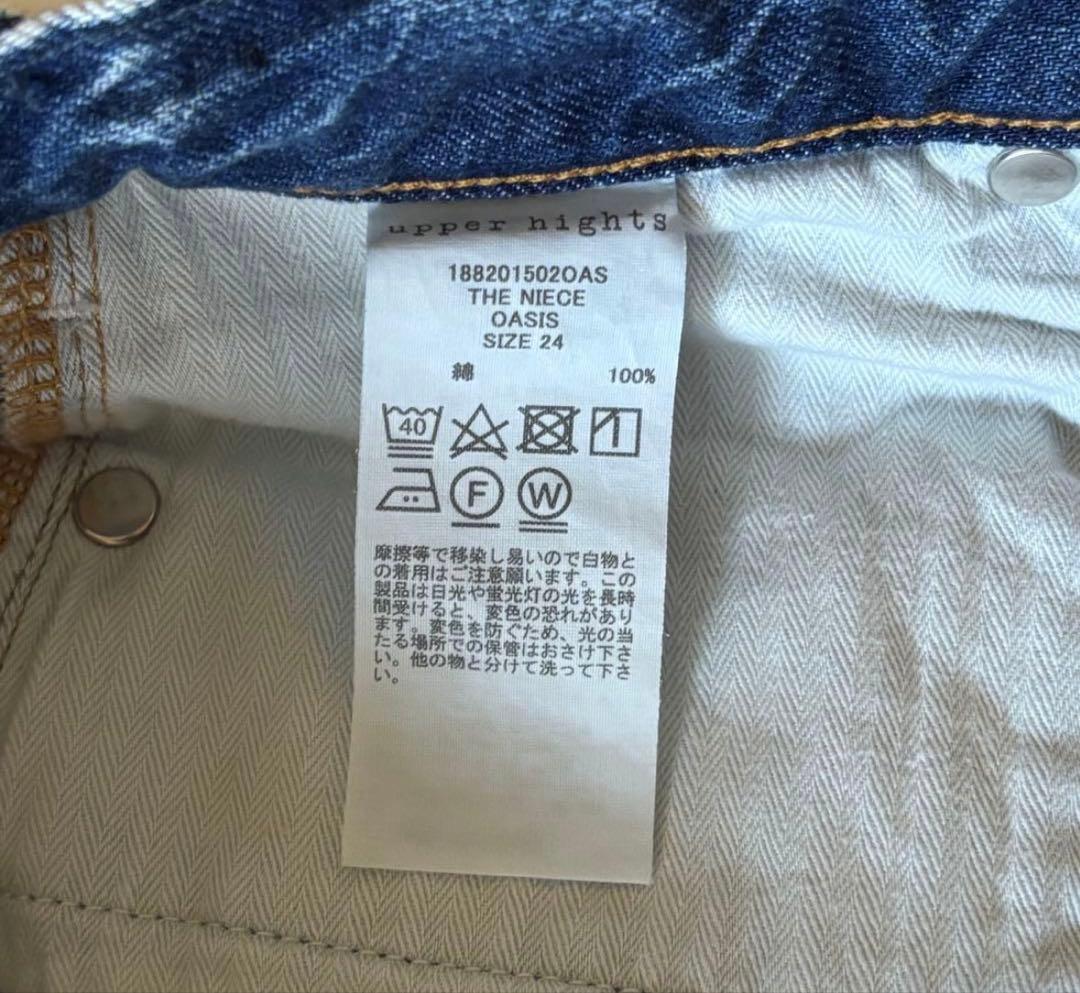 upper hights
188201502OAS
THE NIECE
OASIS
SIZE 24
綿 100%
40
F W
摩擦等で移染し易いので白物と
の着用はご注意願います。この
製品は日光や蛍光灯の光を長時
間受けると、変色の恐れがあり
ます。変色を防ぐため、光の当
たる場所での保管はおさけ下さ
い。他の物と分けて洗って下さ
い。